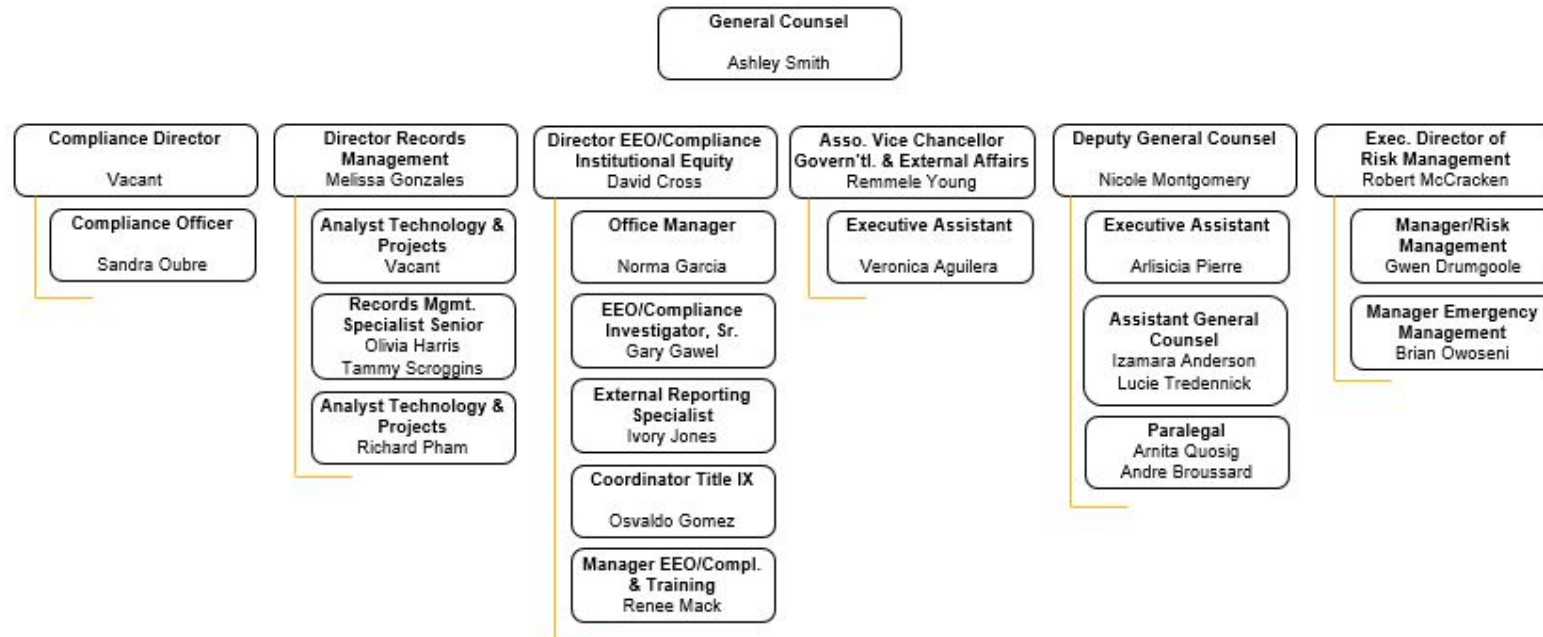 General Counsel
Ashley Smith
Compliance Director
Vacant
Compliance Officer
Sandra Oubre
Director Records
Management
Melissa Gonzales
Analyst Technology &
Projects
Vacant
Records Mgmt.
Specialist Senior
Olivia Harris
Tammy Scroggins
Analyst Technology &
Projects
Richard Pham
Director EEO/Compliance
Institutional Equity
David Cross
Office Manager
Norma Garcia
EEO/Compliance
Investigator, Sr.
Gary Gawel
External Reporting
Specialist
Ivory Jones
Coordinator Title IX
Osvaldo Gomez
Manager EEO/Compl.
& Training
Renee Mack
Asso. Vice Chancellor
Govern'tl. & External Affairs
Remmele Young
Executive Assistant
Veronica Aguilera
Deputy General Counsel
Nicole Montgomery
Executive Assistant
Arlisicia Pierre
Assistant General
Counsel
Izamara Anderson
Lucie Tredennick
Paralegal
Arnita Quosig
Andre Broussard
Exec. Director of
Risk Management
Robert McCracken
Manager/Risk
Management
Gwen Drumgoole
Manager Emergency
Management
Brian Owoseni